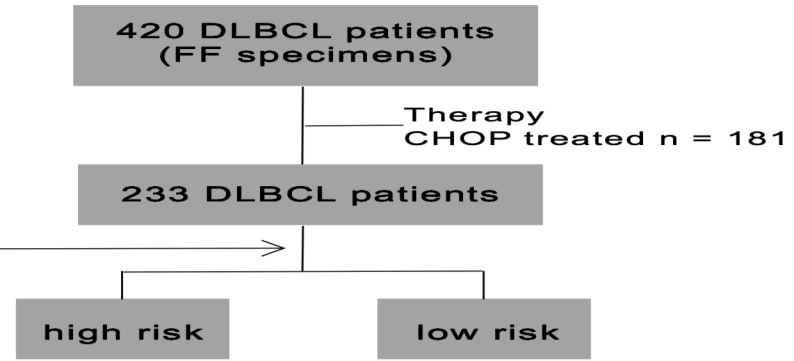 420 DLBCL patients
(FF specimens)
Therapy
CHOP treated n = 181
233 DLBCL patients
high risk
low risk